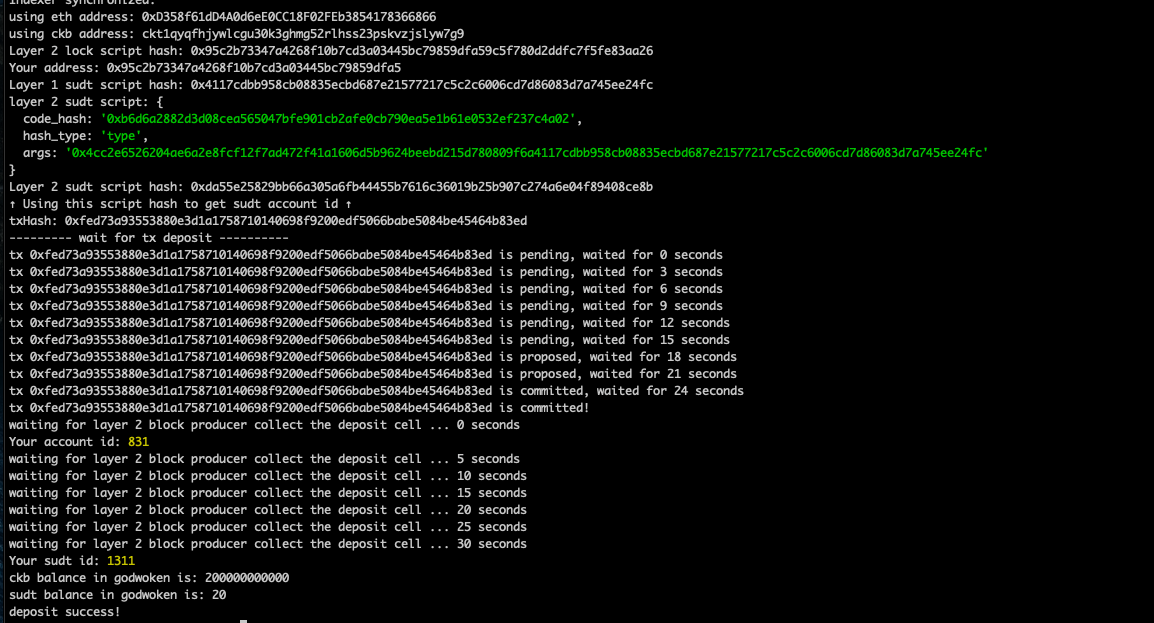 indexer synchronized.
using eth address: 0xD358f61dD4A0d6eE0CC18F02FEb3854178366866
using ckb address: ckt1qyqfhjywlcgu30k3ghmg52rlhss23pskvzjslyw7g9
Layer 2 lock script hash: 0x95c2b73347a4268f10b7cd3a03445bc79859dfa59c5f780d2ddfc7f5fe83aa26
Your address: 0x95c2b73347a4268f10b7cd3a03445bc79859dfa5
Layer 1 sudt script hash: 0x4117cdbb958cb08835ecbd687e21577217c5c2c6006cd7d86083d7a745ee24fc
layer 2 sudt script: {
code_hash: '0xb6d6a2882d3d08cea565047bfe901cb2afe0cb790ea5e1b61e0532ef237c4a02',
hash_type: 'type',
args: '0x4cc2e6526204ae6a2e8fcf12f7ad472f41a1606d5b9624beebd215d780809f6a4117cdbb958cb08835ecbd687e21577217c5c2c6006cd7d86083d7a745ee24fc'
}
Layer 2 sudt script hash: 0xda55e25829bb66a305a6fb44455b7616c36019b25b907c274a6e04f89408ce8b
↑ Using this script hash to get sudt account id ↑
txHash: 0xfed73a93553880e3d1a1758710140698f9200edf5066babe5084be45464b83ed
--------- wait for tx deposit ----------
tx 0xfed73a93553880e3d1a1758710140698f9200edf5066babe5084be45464b83ed is pending, waited for 0 seconds
tx 0xfed73a93553880e3d1a1758710140698f9200edf5066babe5084be45464b83ed is pending, waited for 3 seconds
tx 0xfed73a93553880e3d1a1758710140698f9200edf5066babe5084be45464b83ed is pending, waited for 6 seconds
tx 0xfed73a93553880e3d1a1758710140698f9200edf5066babe5084be45464b83ed is pending, waited for 9 seconds
tx 0xfed73a93553880e3d1a1758710140698f9200edf5066babe5084be45464b83ed is pending, waited for 12 seconds
tx 0xfed73a93553880e3d1a1758710140698f9200edf5066babe5084be45464b83ed is pending, waited for 15 seconds
tx 0xfed73a93553880e3d1a1758710140698f9200edf5066babe5084be45464b83ed is proposed, waited for 18 seconds
tx 0xfed73a93553880e3d1a1758710140698f9200edf5066babe5084be45464b83ed is proposed, waited for 21 seconds
tx 0xfed73a93553880e3d1a1758710140698f9200edf5066babe5084be45464b83ed is committed, waited for 24 seconds
tx 0xfed73a93553880e3d1a1758710140698f9200edf5066babe5084be45464b83ed is committed!
waiting for layer 2 block producer collect the deposit cell ... 0 seconds
Your account id: 831
waiting for layer 2 block producer collect the deposit cell ... 5 seconds
waiting for layer 2 block producer collect the deposit cell ... 10 seconds
waiting for layer 2 block producer collect the deposit cell ... 15 seconds
waiting for layer 2 block producer collect the deposit cell ... 20 seconds
waiting for layer 2 block producer collect the deposit cell ... 25 seconds
waiting for layer 2 block producer collect the deposit cell ... 30 seconds
Your sudt id: 1311
ckb balance in godwoken is: 200000000000
sudt balance in godwoken is: 20
deposit success!